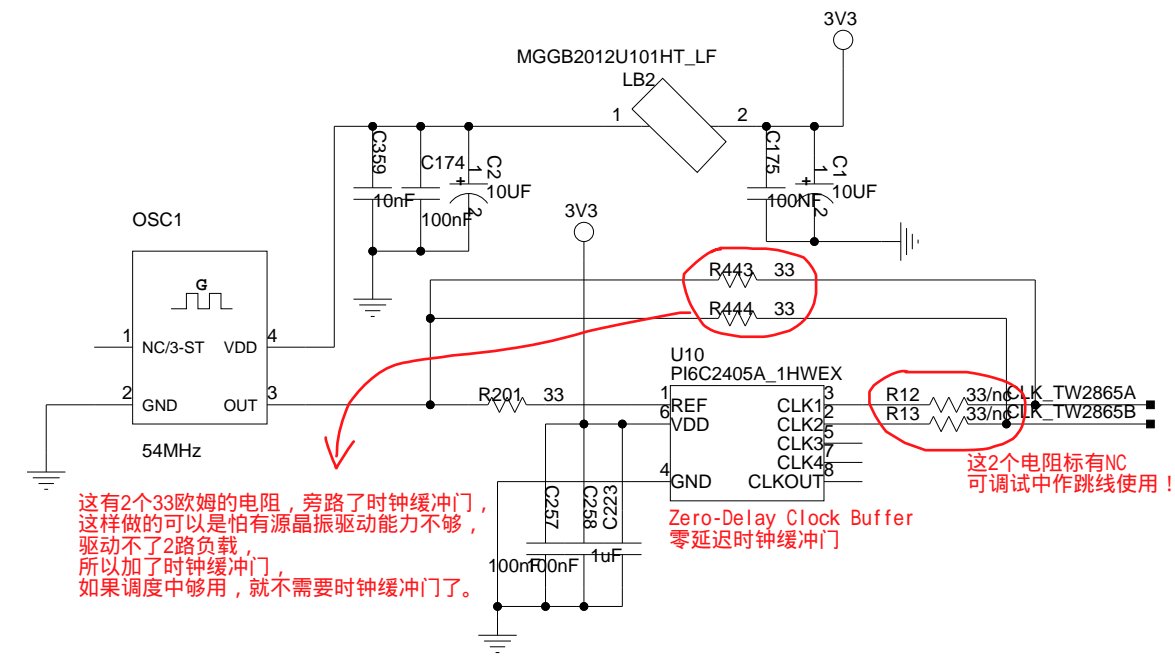 3V3
MGGB2012U101HT_LF
LB2
1
2
C359
10nF
C174
100nF
C2
1
+
10UF
2
C175
100NF
C1
1
+
10UF
2
OSC1
3V3
G
R443 33
R444 33
1
NC/3-ST
VDD
4
2
GND
OUT
3
54MHz
R201 33
U10
PI6C2405A_1HWEX
1
REF
6
VDD
4
GND
CLK1
3
CLK2
2
CLK3
5
CLK4
7
CLKOUT
8
R12 33/nc
CLK_TW2865A
R13 33/nc
CLK_TW2865B
这2个电阻标有NC
可调试中作跳线使用！
这有2个33欧姆的电阻，旁路了时钟缓冲门，
这样做的可以是怕有源晶振驱动能力不够，
驱动不了2路负载，
所以加了时钟缓冲门，
如果调度中够用，就不需要时钟缓冲门了。
Zero-Delay Clock Buffer
零延迟时钟缓冲门
C257
C258
C223
100nF
1uF